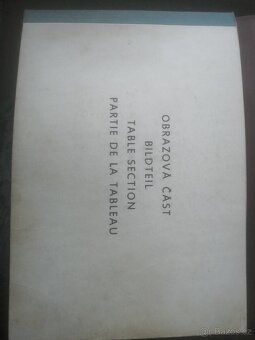 OBRAZOVÁ ČÁST
BILDTEIL
TABLE SECTION
PARTIE DE LA TABLEAU